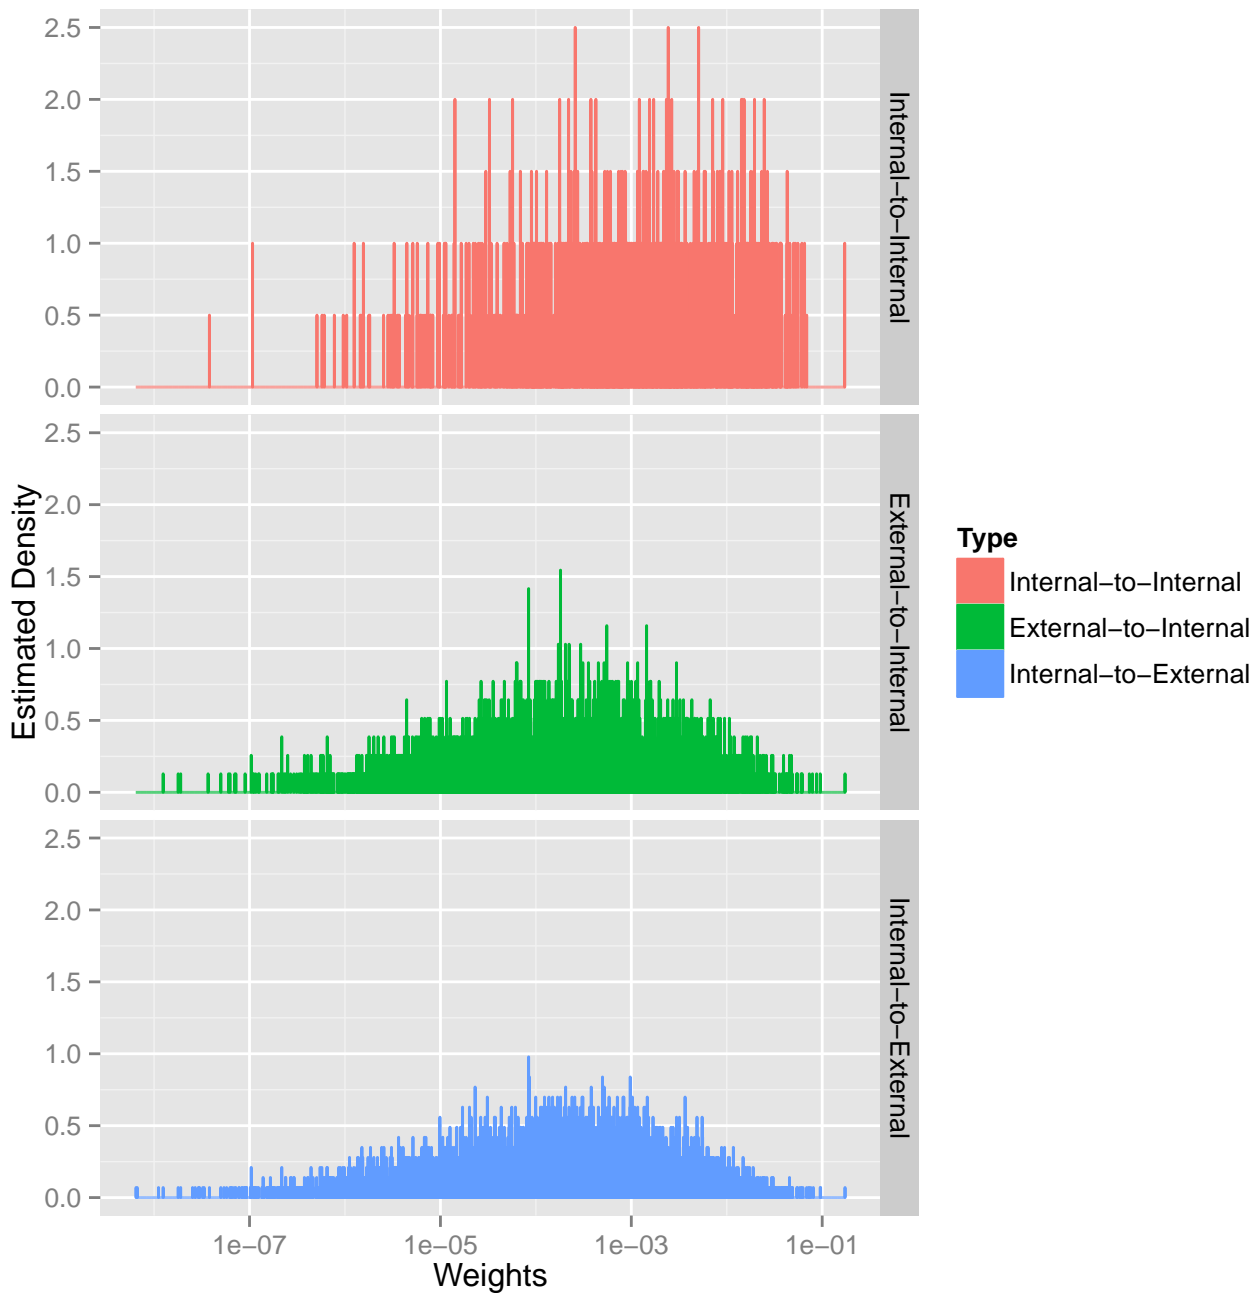 2.5
2.0
1.5
1.0
0.5
0.0
Internal−to−Internal
2.5
2.0
1.5
1.0
0.5
0.0
External−to−Internal
2.5
2.0
1.5
1.0
0.5
0.0
Internal−to−External
Estimated Density
1e−07
1e−05
1e−03
1e−01
Weights
Type
Internal−to−Internal
External−to−Internal
Internal−to−External